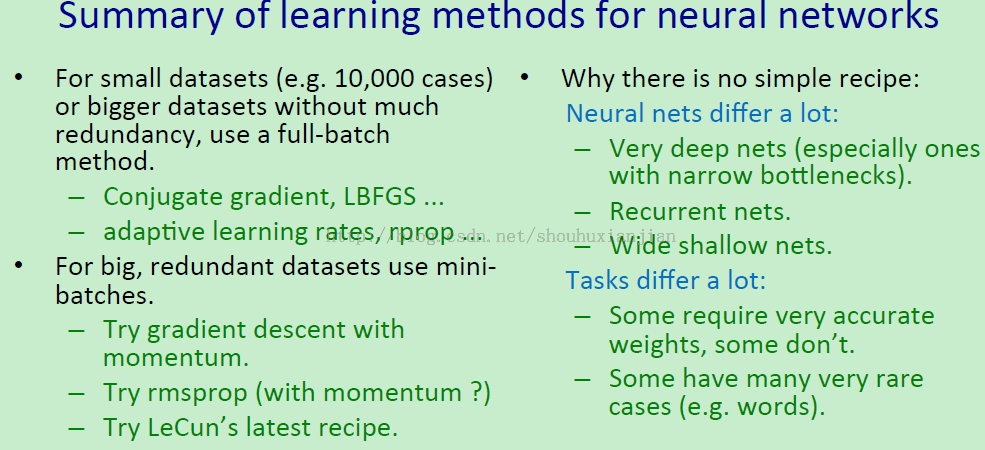 Summary of learning methods for neural networks
• For small datasets (e.g. 10,000 cases)
or bigger datasets without much
redundancy, use a full-batch
method.
– Conjugate gradient, LBFGS ...
– adaptive learning rates, rprop ...
• For big, redundant datasets use mini-
batches.
– Try gradient descent with
momentum.
– Try rmsprop (with momentum ?)
– Try LeCun’s latest recipe.
• Why there is no simple recipe:
Neural nets differ a lot:
– Very deep nets (especially ones
with narrow bottlenecks).
– Recurrent nets.
– Wide shallow nets.
Tasks differ a lot:
– Some require very accurate
weights, some don’t.
– Some have many very rare
cases (e.g. words).
http://blog.csdn.net/shouhuxianjian